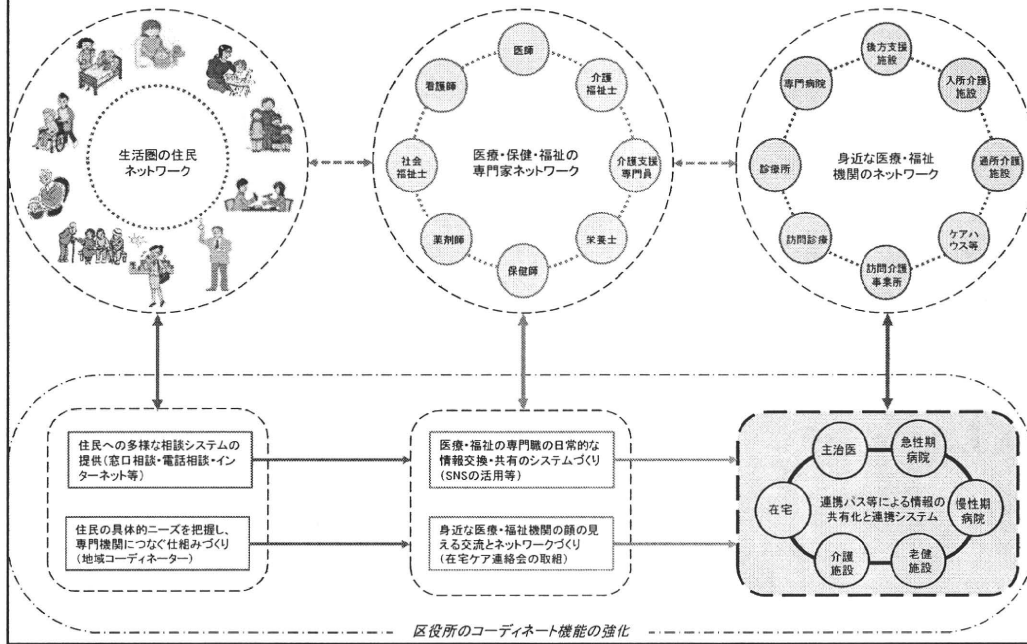 生活圏の住民
ネットワーク
医療・保健・福祉の
専門家ネットワーク
医師
介護
福祉士
介護支援
専門員
栄養士
保健師
薬剤師
社会
福祉士
看護師
身近な医療・福祉
機関のネットワーク
後方支援
施設
入所介護
施設
通所介護
施設
ケアハ
ウス等
訪問介護
事業所
訪問診療
診療所
専門病院
住民への多様な相談システムの
提供(窓口相談・電話相談・イン
ターネット等)
住民の具体的ニーズを把握し、
専門機関につなぐ仕組みづくり
(地域コーディネーター)
医療・福祉の専門職の日常的な
情報交換・共有のシステムづくり
(SNSの活用等)
身近な医療・福祉機関の顔の見
える交流とネットワークづくり
(在宅ケア連絡会の取組)
連携パス等による情報の
共有化と連携システム
主治医
急性期
病院
慢性期
病院
老健
施設
介護
施設
在宅
区役所のコーディネート機能の強化